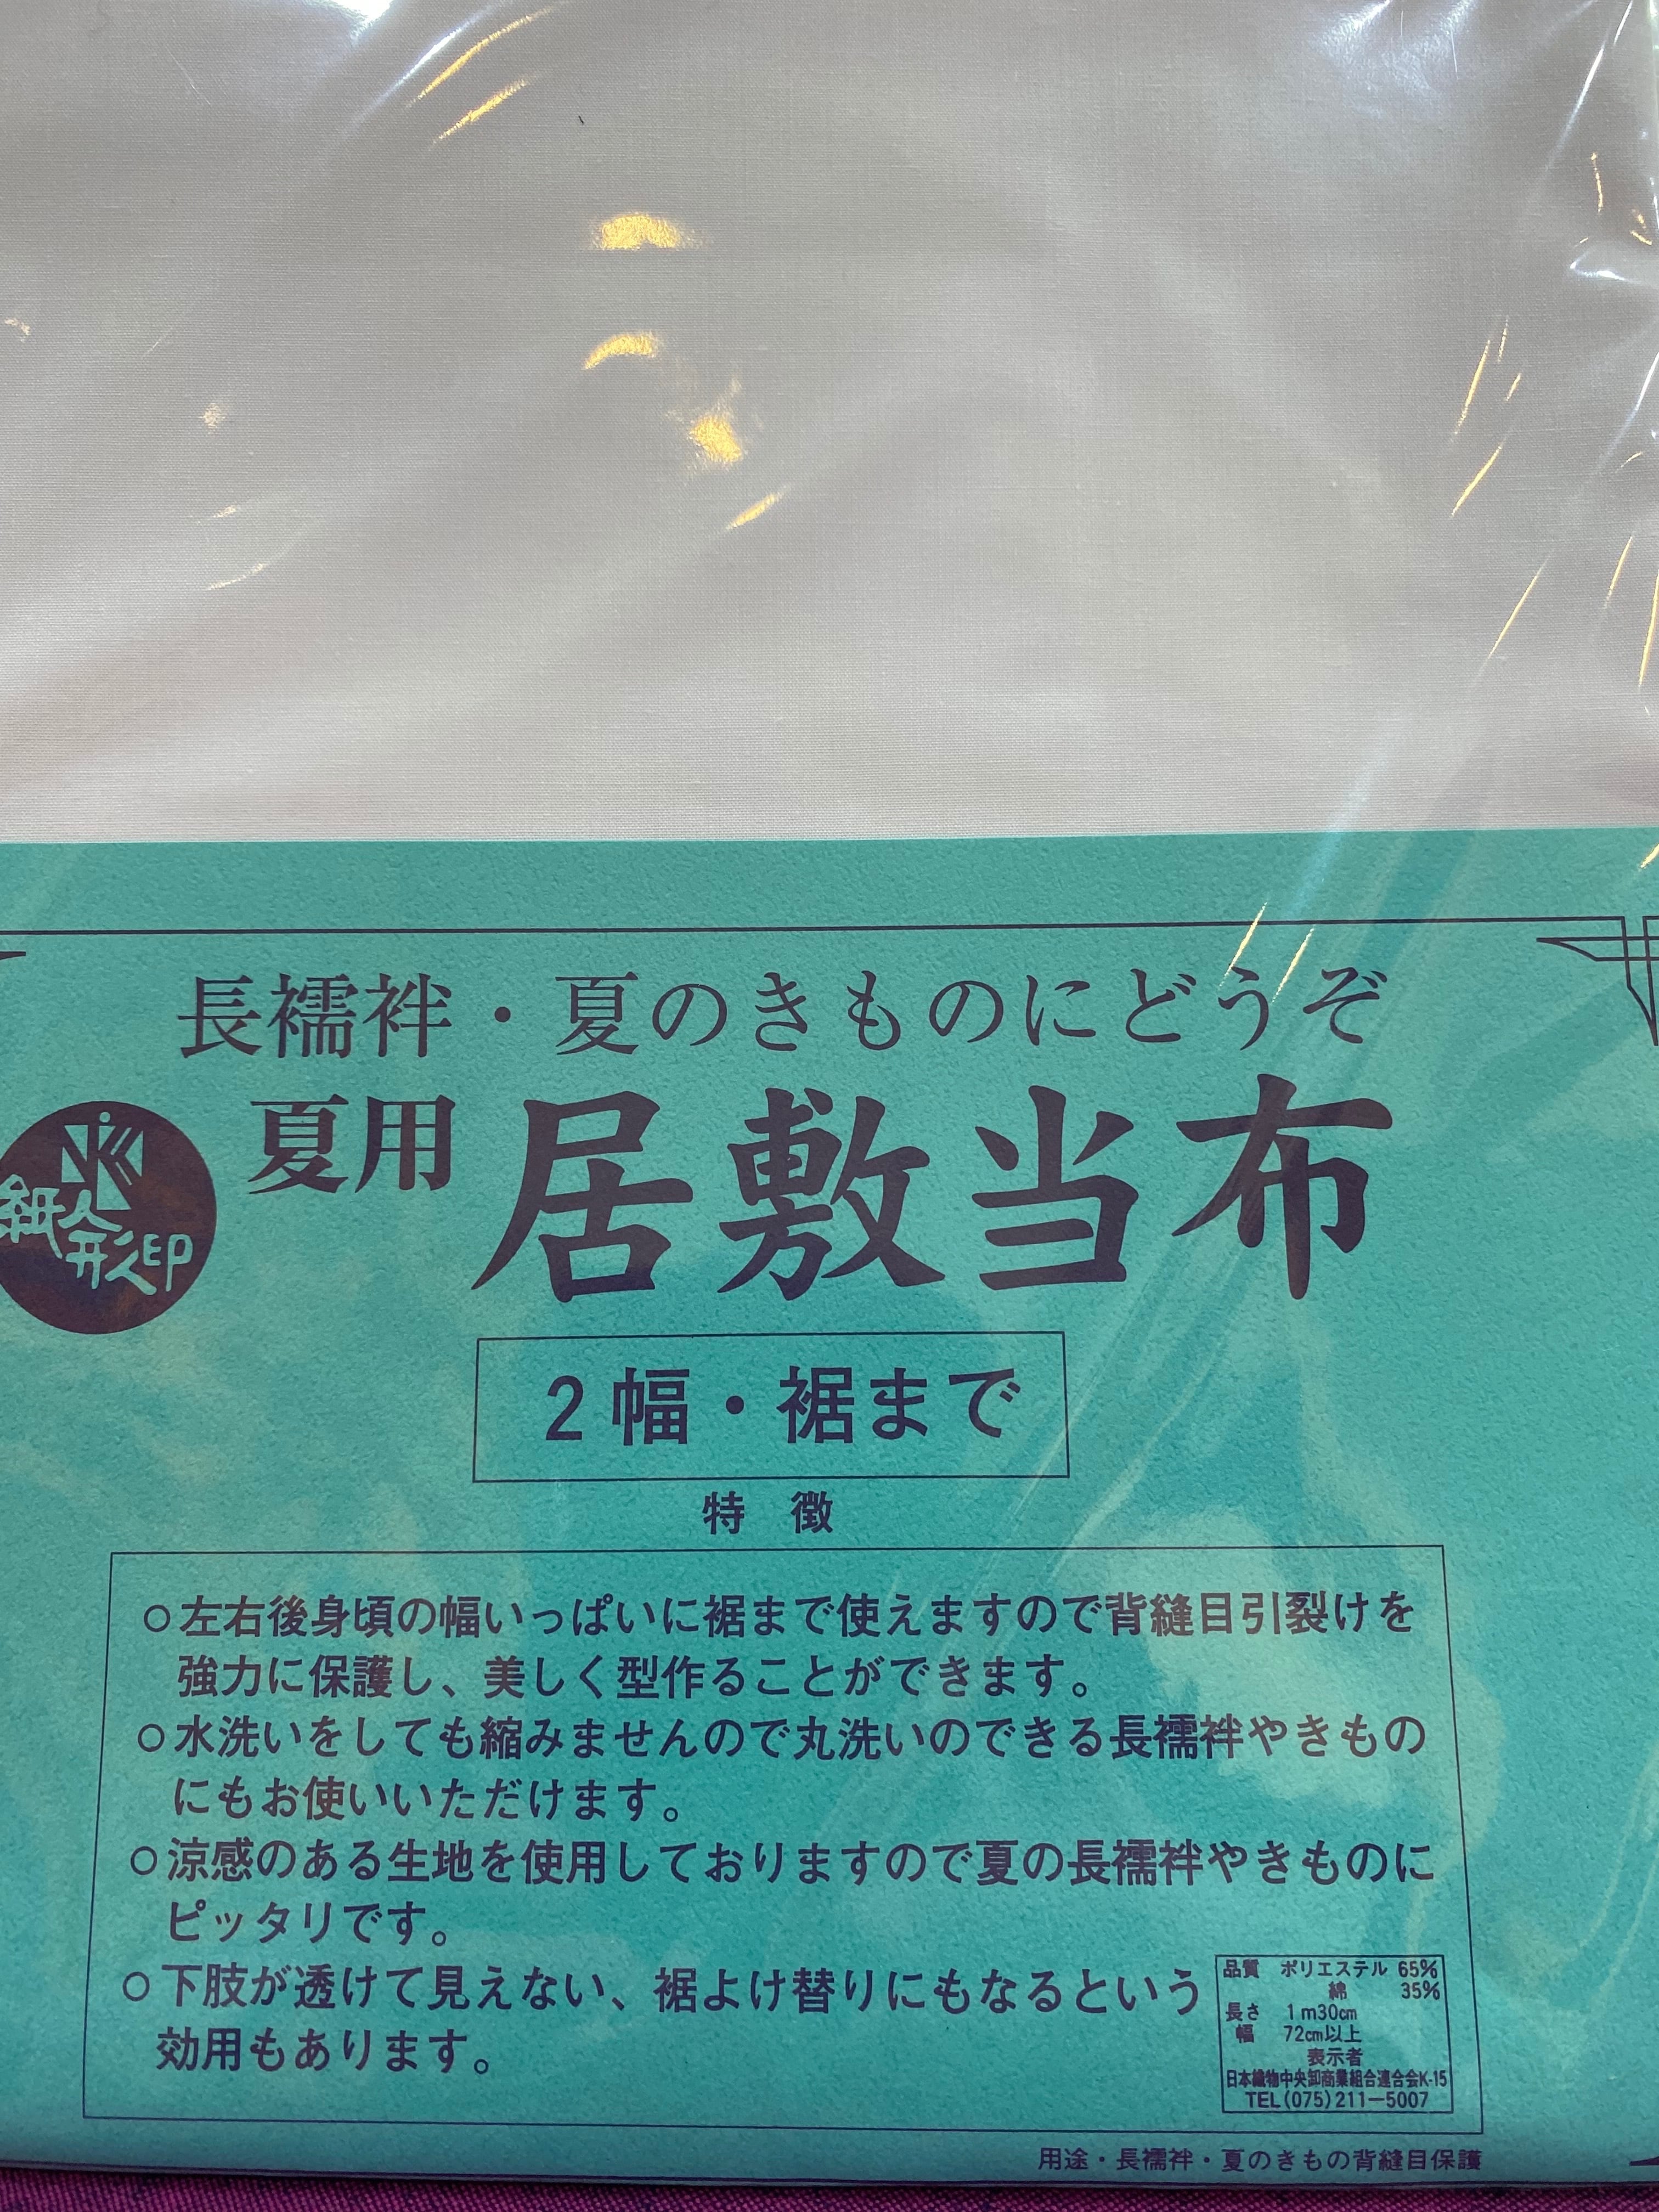 長襦袢・夏のきものにどうぞ
夏用 居敷当布
2幅・裾まで
特 徴
○左右後身頃の幅いっぱいに裾まで使えますので背縫目引裂けを
強力に保護し、美しく型作ることができます。
○水洗いをしても縮みませんので丸洗いのできる長襦袢やきもの
にもお使いいただけます。
○涼感のある生地を使用しておりますので夏の長襦袢やきものに
ピッタリです。
○下肢が透けて見えない、裾よけ替りにもなるという
効用もあります。
品質 ポリエステル 65%
綿 35%
長さ 1m30cm
幅 72cm以上
表示者
日本織物中央卸商業組合連合会K-15
TEL(075)211-5007
用途・長襦袢・夏のきもの背縫目保護